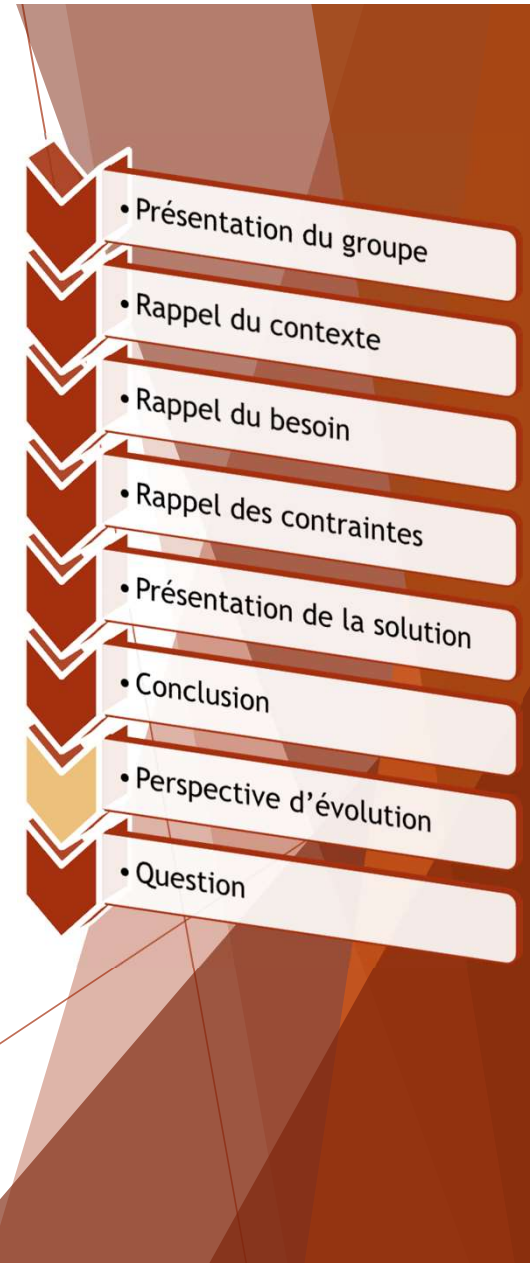 • Présentation du groupe
• Rappel du contexte
• Rappel du besoin
• Rappel des contraintes
• Présentation de la solution
• Conclusion
• Perspective d’évolution
• Question